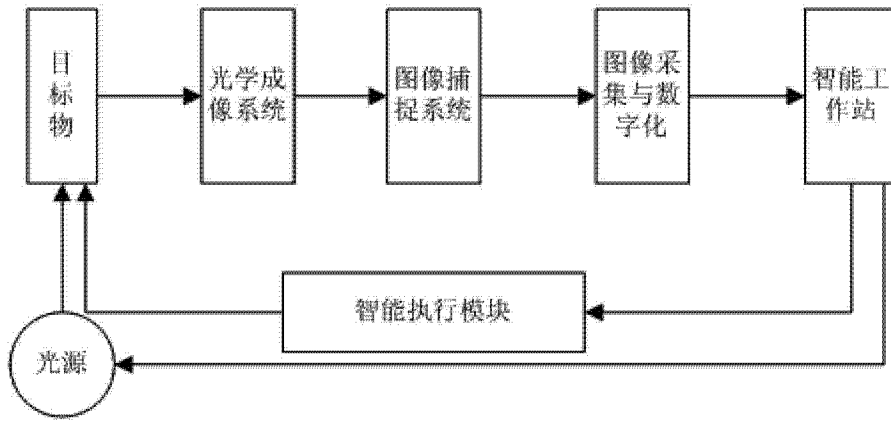 目
标
物
光学成
像系统
图像捕
捉系统
图像采
集与数
字化
智能工
作站
智能执行模块
光源